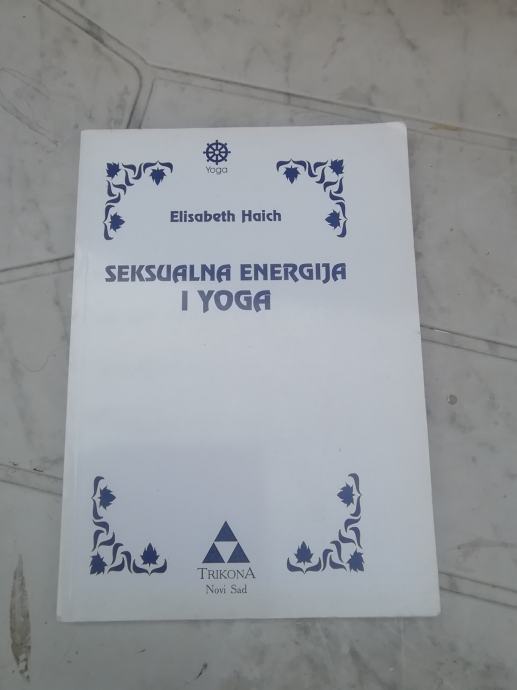 Yoga
Elisabeth Haich
SEKSUALNA ENERGIJA
I YOGA
TRIKONA
Novi Sad